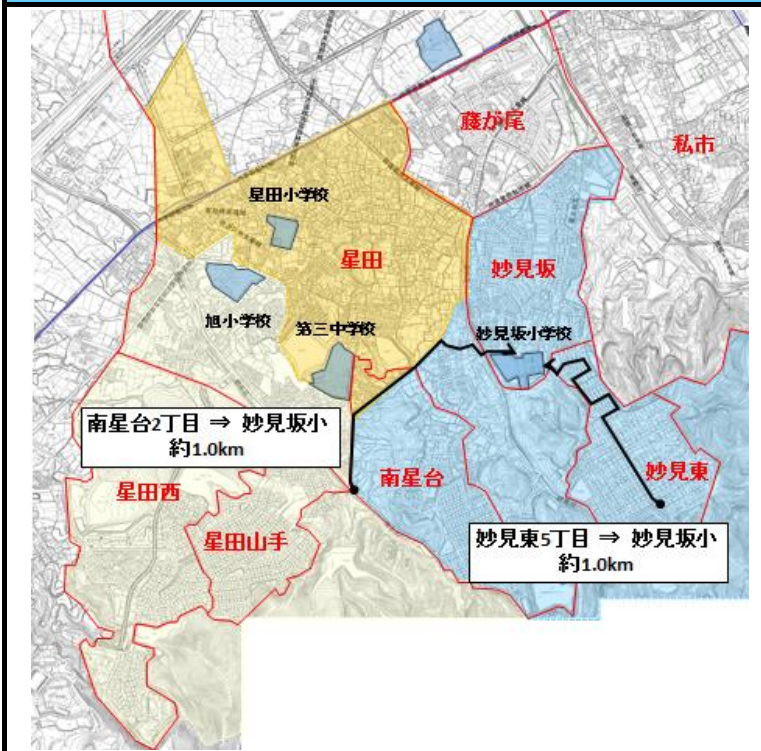 藤が尾
私市
星田小学校
星田
妙見坂
旭小学校
第三中学校
妙見坂小学校
南星台2丁目 ⇒ 妙見坂小
約1.0km
南星台
妙見東
星田西
星田山手
妙見東5丁目 ⇒ 妙見坂小
約1.0km